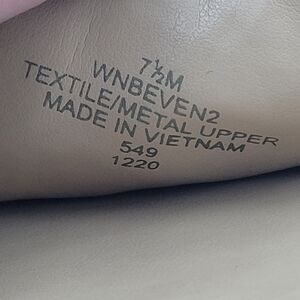 7½M
WNBEVEN2
TEXTILE/METAL UPPER
MADE IN VIETNAM
549
1220